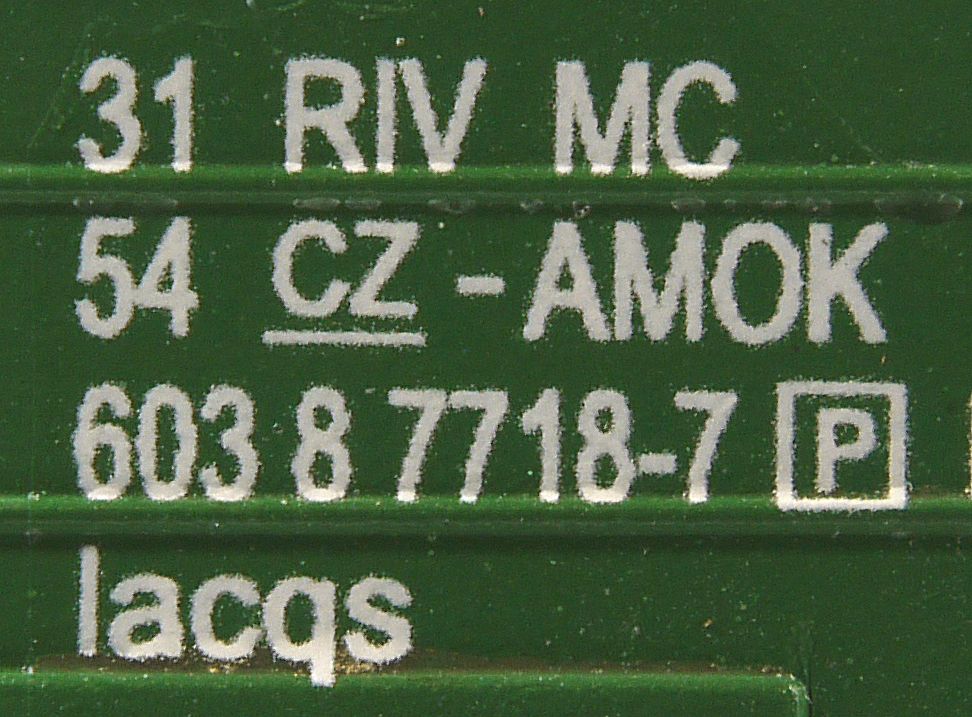 31 RIV MC
54 CZ - AMOK
603 8 7718-7 P
lacqs